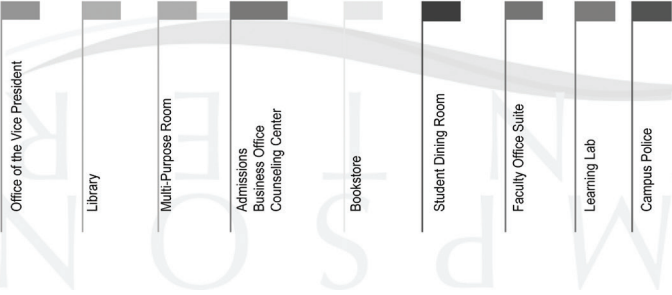 Office of the Vice President
Library
Multi-Purpose Room
Admissions
Business Office
Counseling Center
Bookstore
Student Dining Room
Faculty Office Suite
Learning Lab
Campus Police